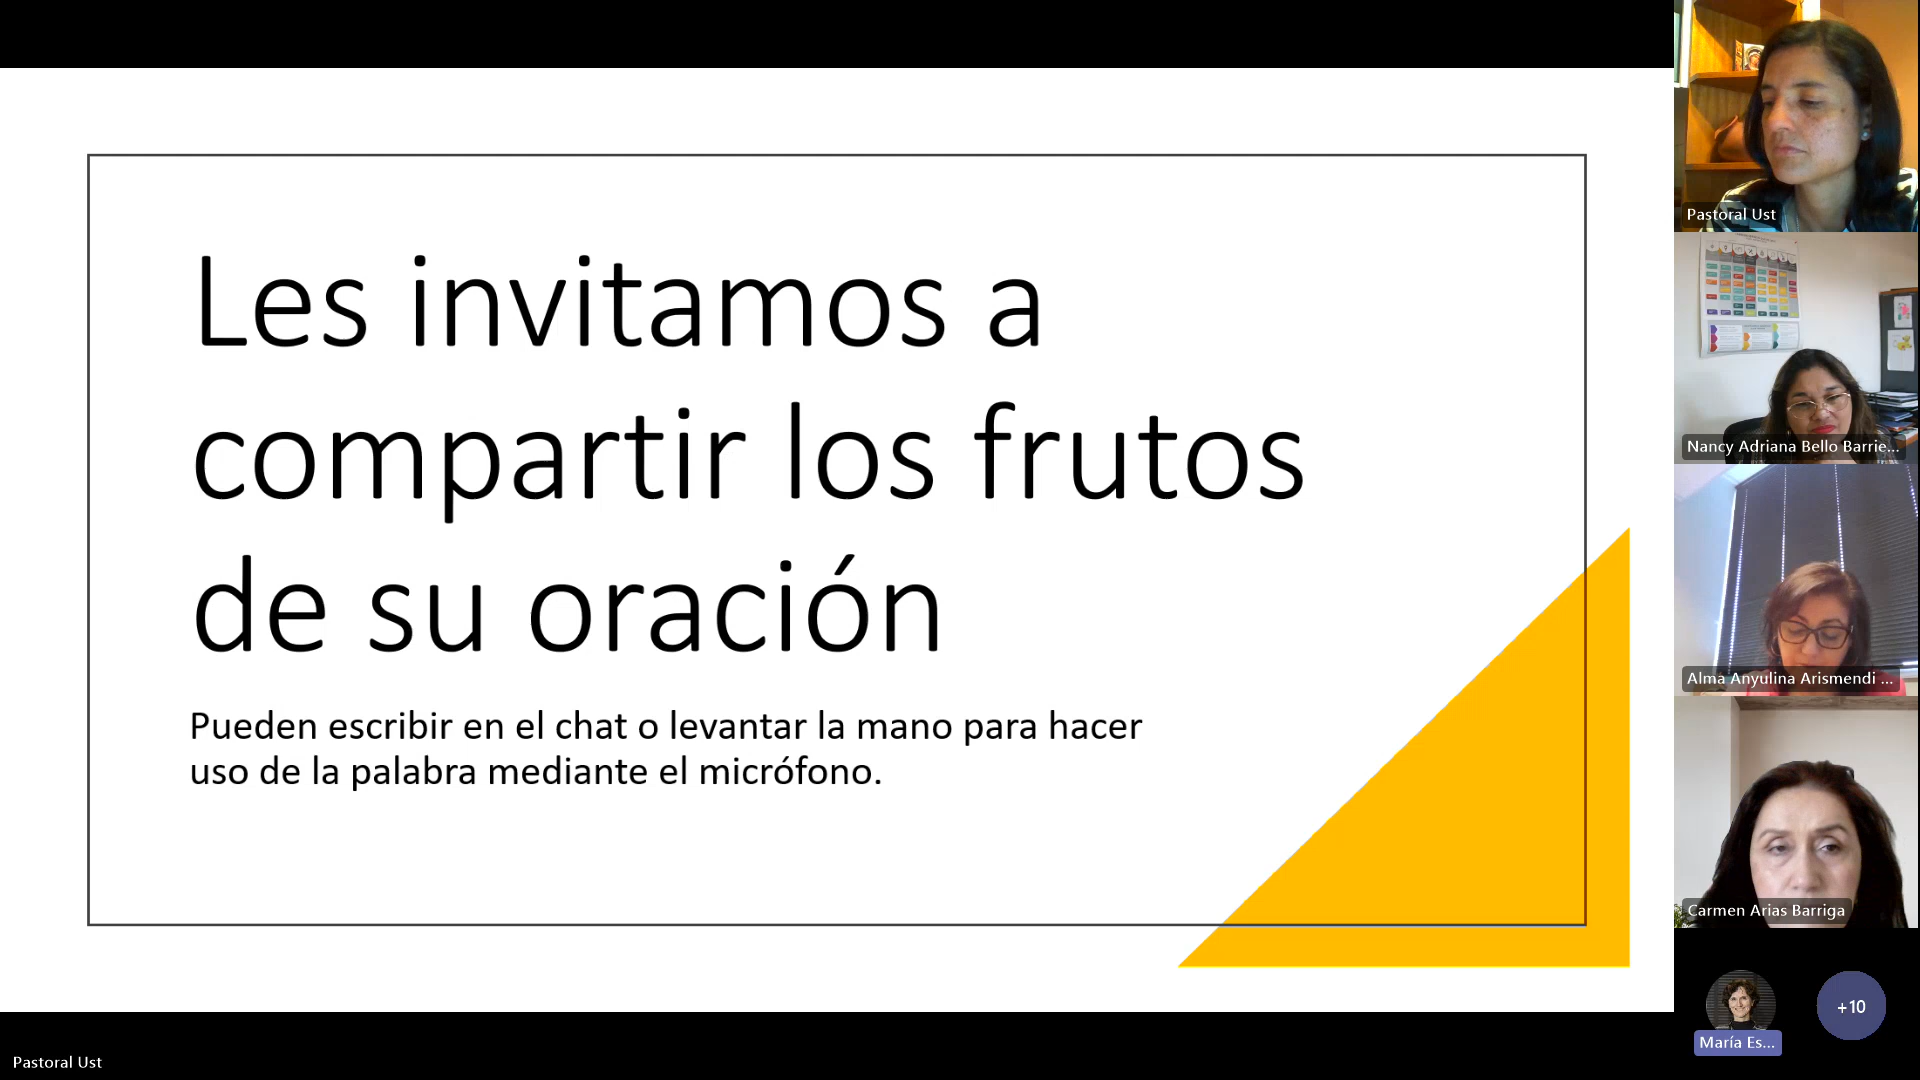 Les invitamos a
compartir los frutos
de su oración
Pueden escribir en el chat o levantar la mano para hacer
uso de la palabra mediante el micrófono.
Pastoral Ust
Nancy Adriana Bello Barrie...
Alma Anyulina Arismendi ...
Carmen Arias Barriga
María Es...
+10
Pastoral Ust